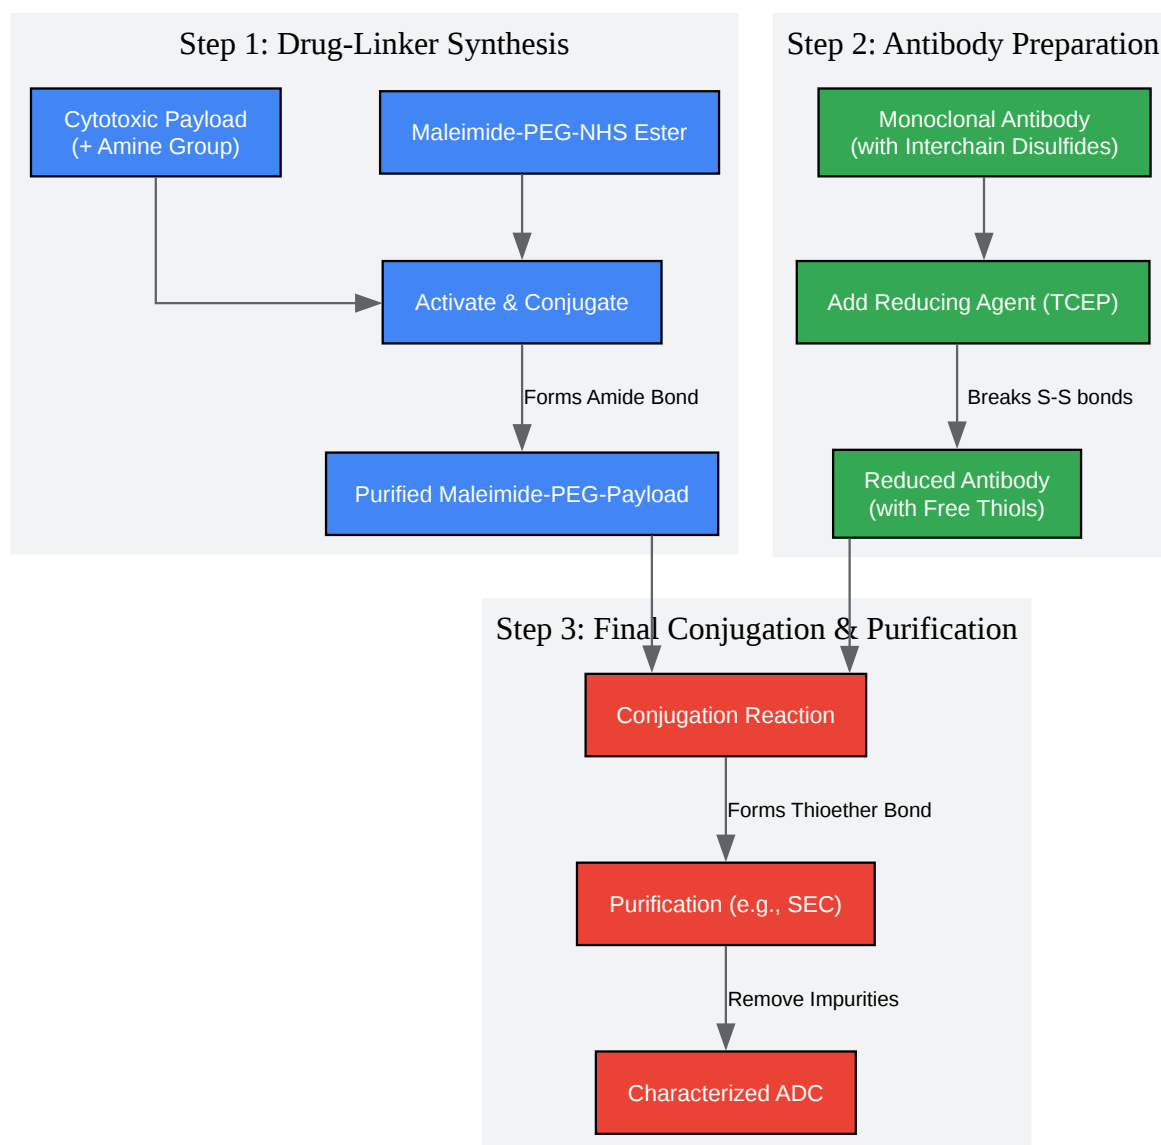 Step 1: Drug-Linker Synthesis
Cytotoxic Payload
(+ Amine Group)
Maleimide-PEG-NHS Ester
Activate & Conjugate
Forms Amide Bond
Purified Maleimide-PEG-Payload
Step 2: Antibody Preparation
Monoclonal Antibody
(with Interchain Disulfides)
Add Reducing Agent (TCEP)
Breaks S-S bonds
Reduced Antibody
(with Free Thiols)
Step 3: Final Conjugation & Purification
Conjugation Reaction
Forms Thioether Bond
Purification (e.g., SEC)
Remove Impurities
Characterized ADC